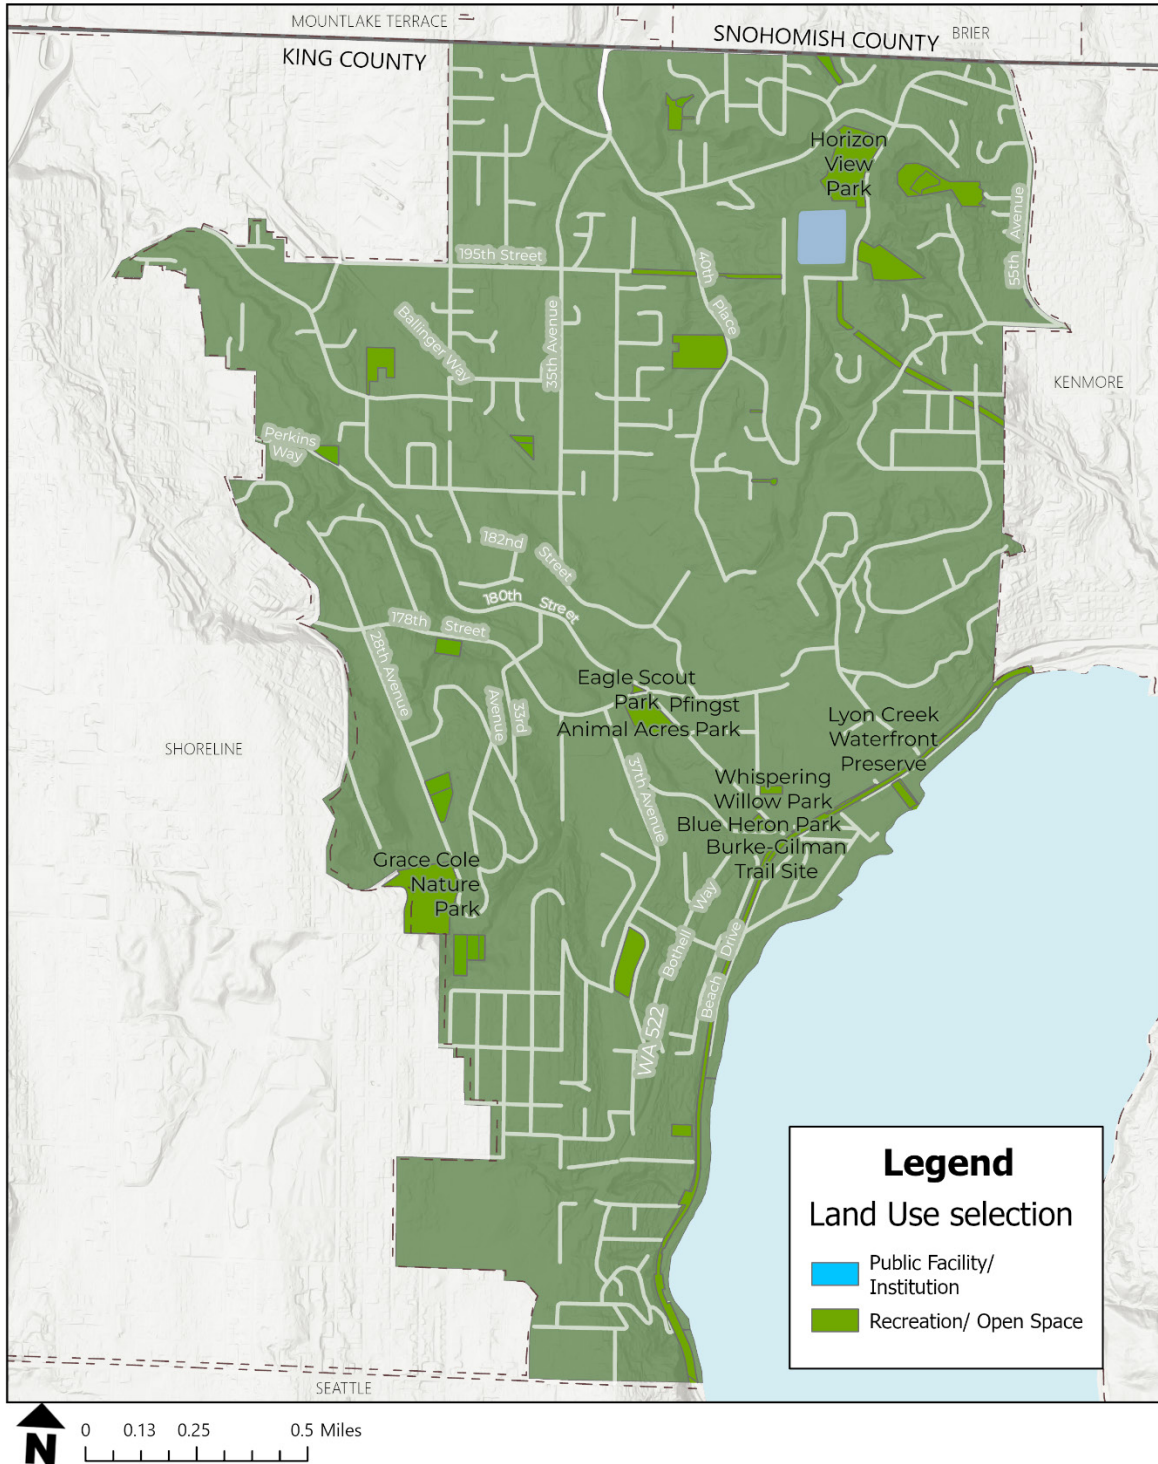 MOUNTLAKE TERRACE
SNOHOMISH COUNTY
BRIER
KING COUNTY
Horizon
View
Park
55th Avenue
195th Street
40th Place
Ballinger Way
35th Avenue
KENMORE
Perkins
Way
182nd Street
180th Street
178th Street
28th Avenue
33rd
Avenue
Eagle Scout
Park
Pfingst
Animal Acres Park
Lyon Creek
Waterfront
Preserve
SHORELINE
37th Avenue
Whispering
Willow Park
Blue Heron Park
Burke-Gilman
Trail Site
Grace Cole
Nature
Park
Bothell Way
Beach Drive
WA 522
Legend
Land Use selection
Public Facility/
Institution
Recreation/ Open Space
SEATTLE
N
0 0.13 0.25 0.5 Miles